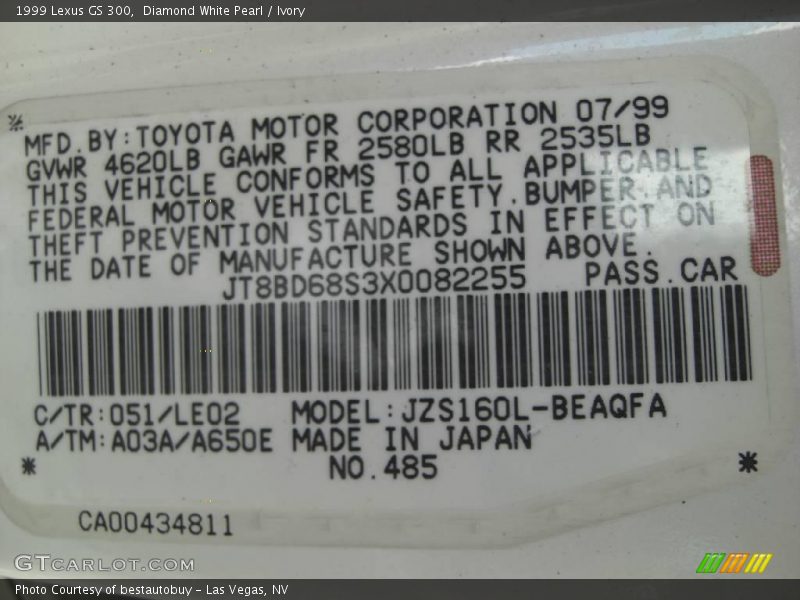 1999 Lexus GS 300,  Diamond White Pearl / Ivory
MFD.BY:TOYOTA MOTOR CORPORATION 07/99
GVWR 4620LB GAWR FR 2580LB RR 2535LB
THIS VEHICLE CONFORMS TO ALL APPLICABLE
FEDERAL MOTOR VEHICLE SAFETY.BUMPER.AND
THEFT PREVENTION STANDARDS IN EFFECT ON
THE DATE OF MANUFACTURE SHOWN ABOVE.
JT8BD68S3X0082255 PASS.CAR
C/TR:051/LE02 MODEL:JZS160L-BEAQFA
A/TM:A03A/A650E MADE IN JAPAN
NO.485
CA00434811
GTCARLOT.COM
Photo Courtesy of bestautobuy – Las Vegas, NV